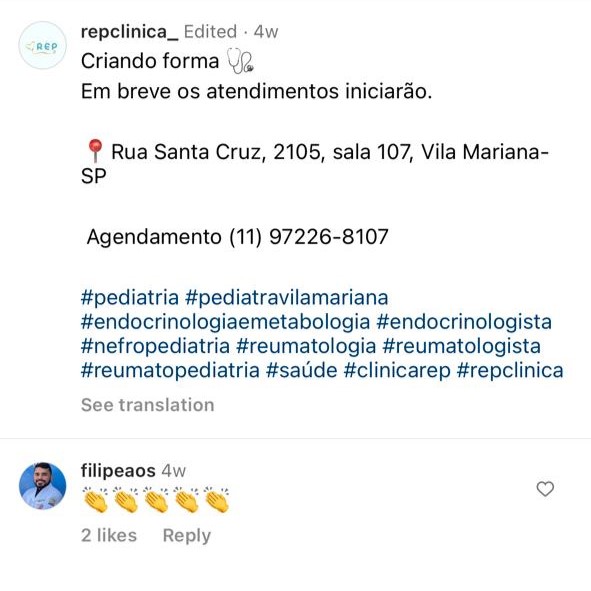 REP
repclinica_ Edited · 4w
Criando forma 🩺
Em breve os atendimentos iniciarão.
📍 Rua Santa Cruz, 2105, sala 107, Vila Mariana-
SP
Agendamento (11) 97226-8107
#pediatria #pediatravilamariana
#endocrinologiaemetabologia #endocrinologista
#nefropediatria #reumatologia #reumatologista
#reumatopediatria #saúde #clinicarep #repclinica
See translation
filipeaos 4w
👏👏👏👏👏
2 likes Reply